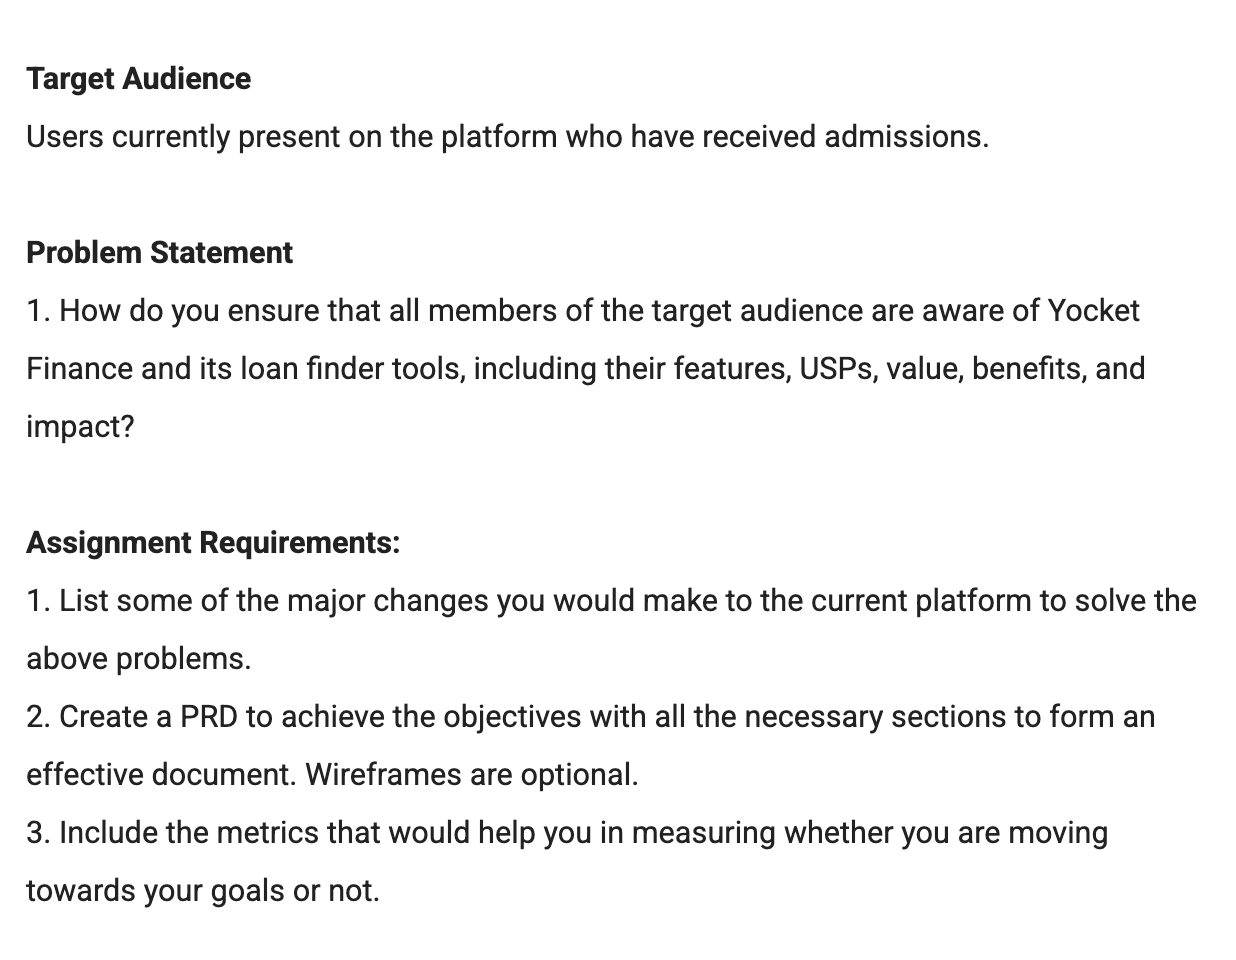 Target Audience
Users currently present on the platform who have received admissions.
Problem Statement
1. How do you ensure that all members of the target audience are aware of Yocket
Finance and its loan finder tools, including their features, USPs, value, benefits, and
impact?
Assignment Requirements:
1. List some of the major changes you would make to the current platform to solve the
above problems.
2. Create a PRD to achieve the objectives with all the necessary sections to form an
effective document. Wireframes are optional.
3. Include the metrics that would help you in measuring whether you are moving
towards your goals or not.